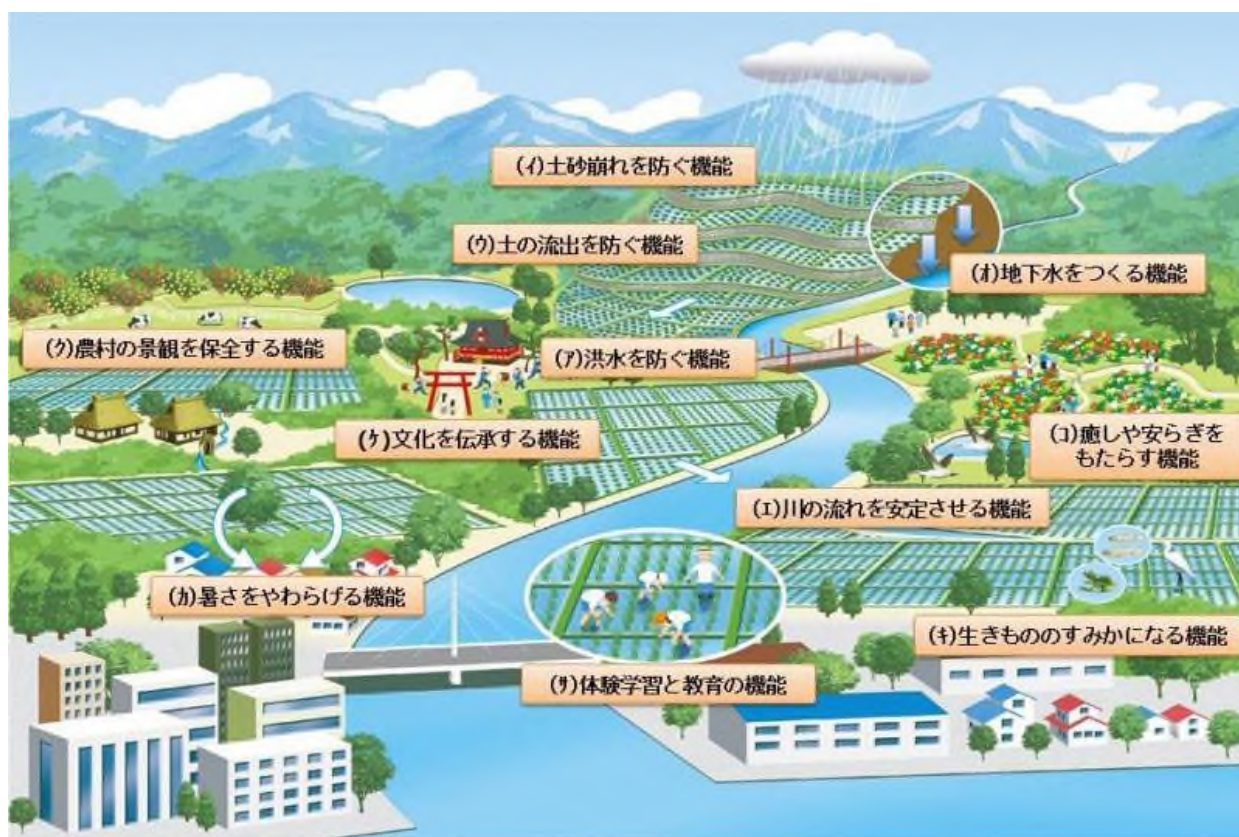 (イ)土砂崩れを防ぐ機能
(ウ)土の流出を防ぐ機能
(オ)地下水をつくる機能
(ク)農村の景観を保全する機能
(ア)洪水を防ぐ機能
(ケ)文化を伝承する機能
(コ)癒しや安らぎを
もたらす機能
(エ)川の流れを安定させる機能
(カ)暑さをやわらげる機能
(キ)生きもののすみかになる機能
(サ)体験学習と教育の機能